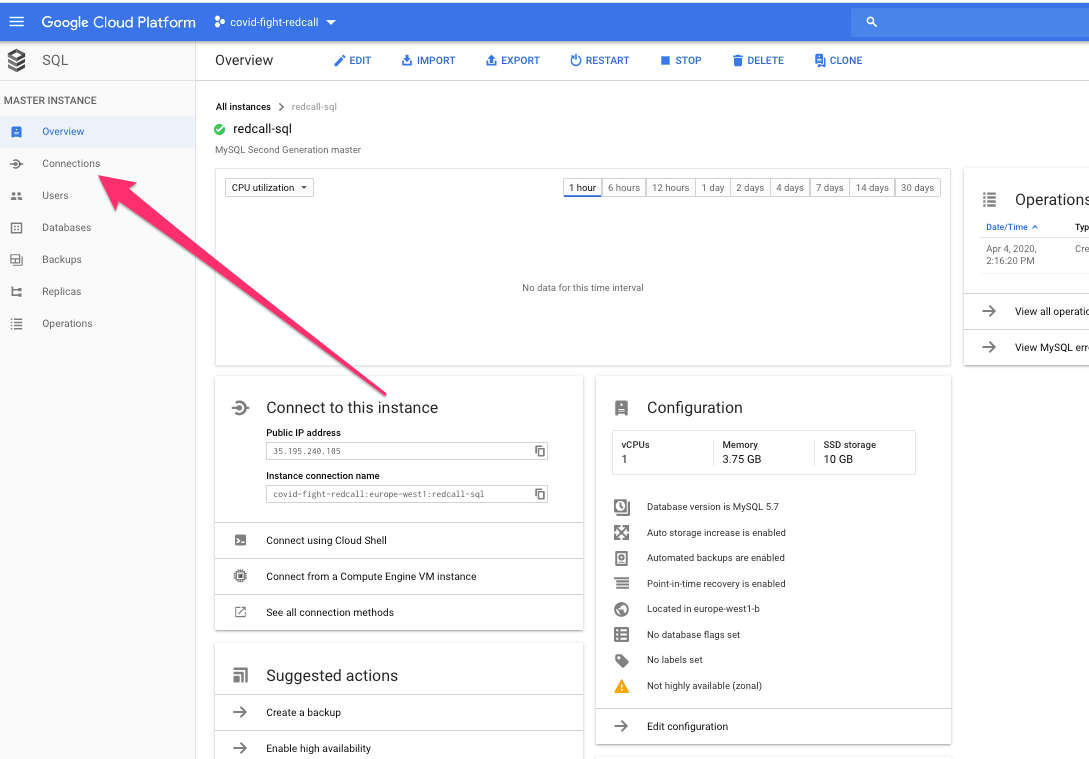 Google Cloud Platform
covid-fight-redcall
SQL
Overview
EDIT
IMPORT
EXPORT
RESTART
STOP
DELETE
CLONE
MASTER INSTANCE
Overview
Connections
Users
Databases
Backups
Replicas
Operations
All instances
redcall-sql
redcall-sql
MySQL Second Generation master
CPU utilization
1 hour
6 hours
12 hours
1 day
2 days
4 days
7 days
14 days
30 days
No data for this time interval
Operations
Date/Time
Typ
Apr 4, 2020,
2:16:20 PM
Cre
View all operatio
View MySQL err
Connect to this instance
Public IP address
35.195.240.105
Instance connection name
covid-fight-redcall:europe-west1:redcall-sql
Connect using Cloud Shell
Connect from a Compute Engine VM instance
See all connection methods
Configuration
vCPUs
1
Memory
3.75 GB
SSD storage
10 GB
Database version is MySQL 5.7
Auto storage increase is enabled
Automated backups are enabled
Point-in-time recovery is enabled
Located in europe-west1-b
No database flags set
No labels set
Not highly available (zonal)
Edit configuration
Suggested actions
Create a backup
Enable high availability